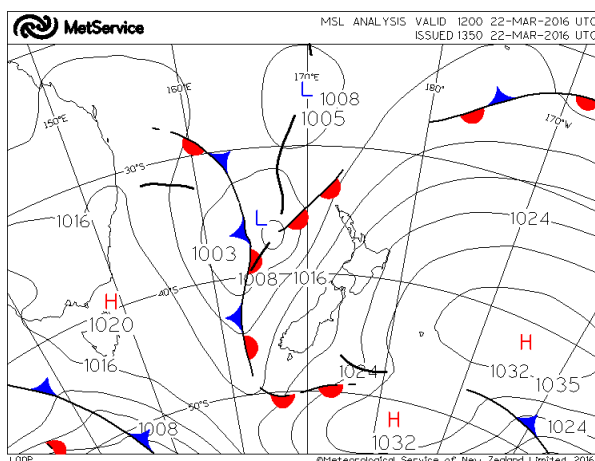 MetService
MSL ANALYSIS VALID 1200 22-MAR-2016 UTC
ISSUED 1350 22-MAR-2016 UTC
170°E
160°E
180°
L
1008
1005
150°E
170°W
30°S
1016
L
1024
1003
1008
1016
40°S
H
1020
1016
H
1032
1035
1024
50°S
1008
H
1032
1024
©Meteorological Service of New Zealand Limited, 2016